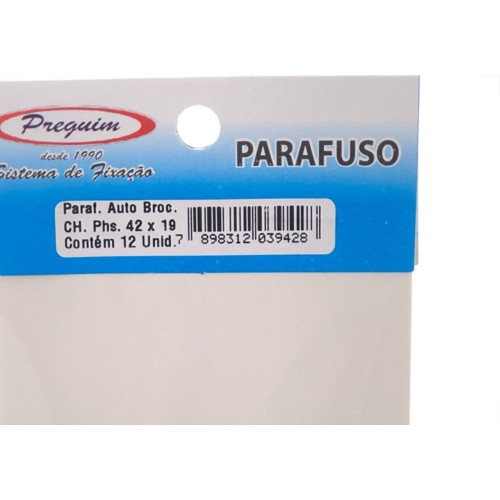 Preguim
desde 1990
Sistema de Fixação
PARAFUSO
Paraf. Auto Broc.
CH. Phs. 42 x 19
Contém 12 Unid.
7 898312 039428